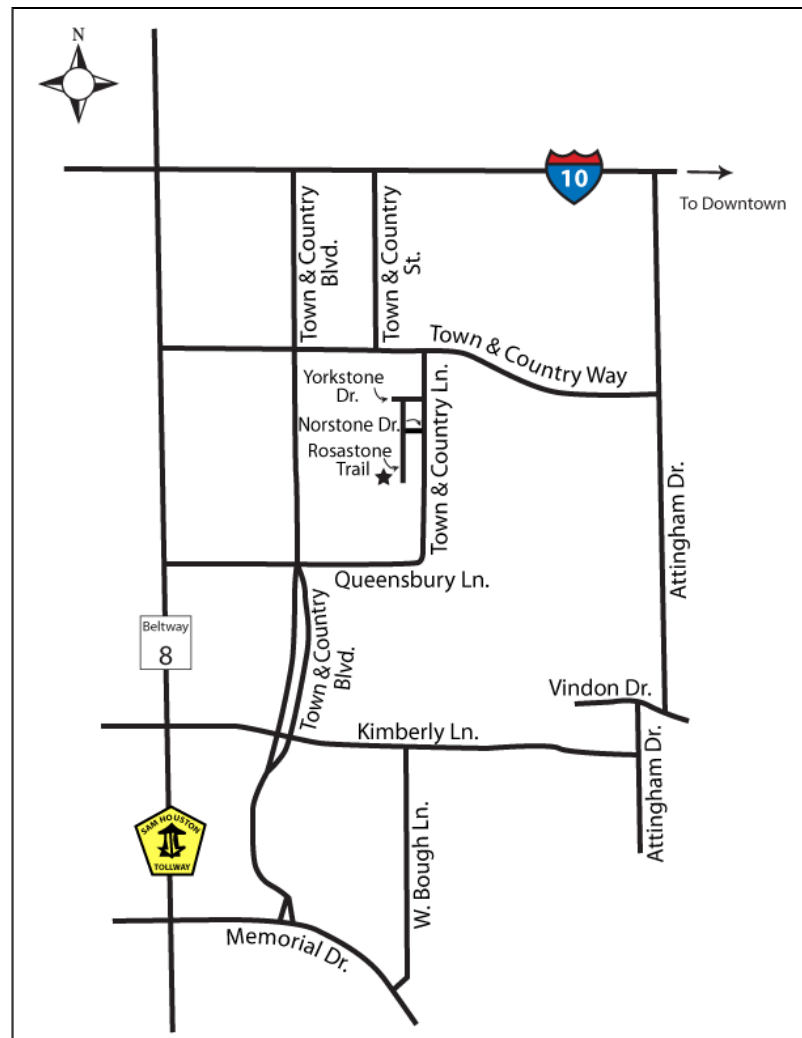 N
10
To Downtown
Town & Country
Blvd.
Town & Country
St.
Town & Country Way
Yorkstone
Dr.
Norstone Dr.
Rosastone
Trail
Town & Country Ln.
Attingham Dr.
Queensbury Ln.
Beltway
8
Town & Country
Blvd.
Vindon Dr.
Kimberly Ln.
Attingham Dr.
SAM HOUSTON
TOLLWAY
W. Bough Ln.
Memorial Dr.